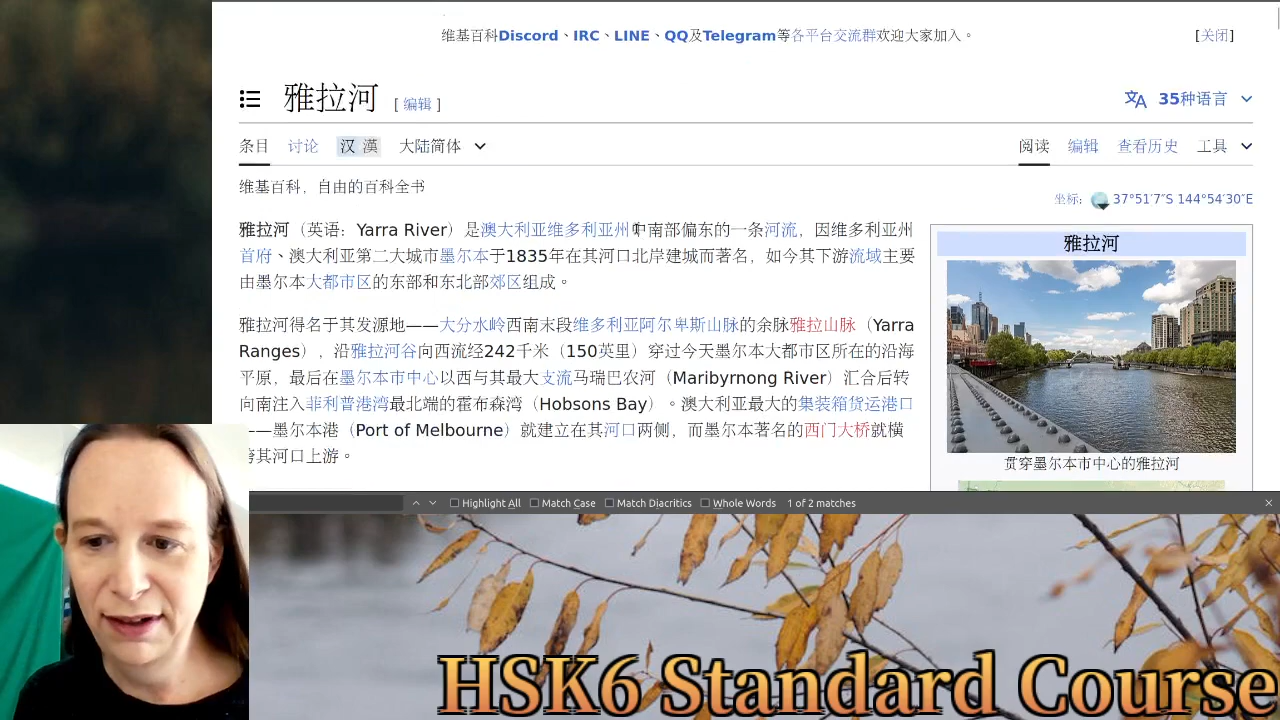 维基百科Discord、IRC、LINE、QQ及Telegram等各平台交流群欢迎大家加入。
[关闭]
雅拉河 [ 编辑 ]
35种语言
条目 讨论 汉 漢 大陆简体
阅读 编辑 查看历史 工具
维基百科，自由的百科全书
坐标： 37°51′7″S 144°54′30″E
雅拉河（英语：Yarra River）是澳大利亚维多利亚州中南部偏东的一条河流，因维多利亚州
首府、澳大利亚第二大城市墨尔本于1835年在其河口北岸建城而著名，如今其下游流域主要
由墨尔本大都市区的东部和东北部郊区组成。
雅拉河得名于其发源地——大分水岭西南末段维多利亚阿尔卑斯山脉的余脉雅拉山脉（Yarra
Ranges），沿雅拉河谷向西流经242千米（150英里）穿过今天墨尔本大都市区所在的沿海
平原，最后在墨尔本市中心以西与其最大支流马瑞巴农河（Maribyrnong River）汇合后转
向南注入菲利普港湾最北端的霍布森湾（Hobsons Bay）。澳大利亚最大的集装箱货运港口
——墨尔本港（Port of Melbourne）就建立在其河口两侧，而墨尔本著名的西门大桥就横
跨其河口上游。
雅拉河
贯穿墨尔本市中心的雅拉河
Highlight All Match Case Match Diacritics Whole Words 1 of 2 matches
HSK6 Standard Course